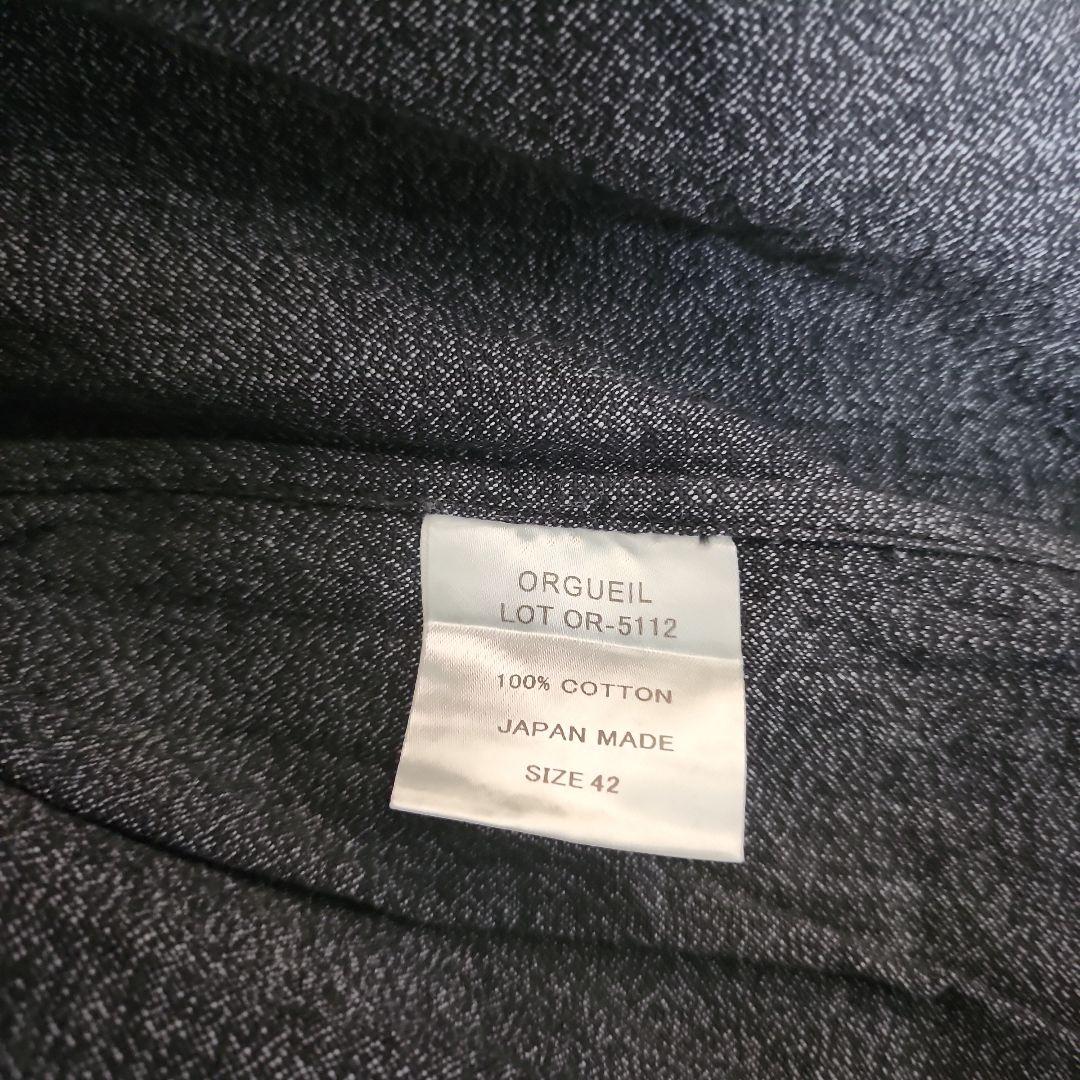 ORGUEIL
LOT OR-5112
100% COTTON
JAPAN MADE
SIZE 42